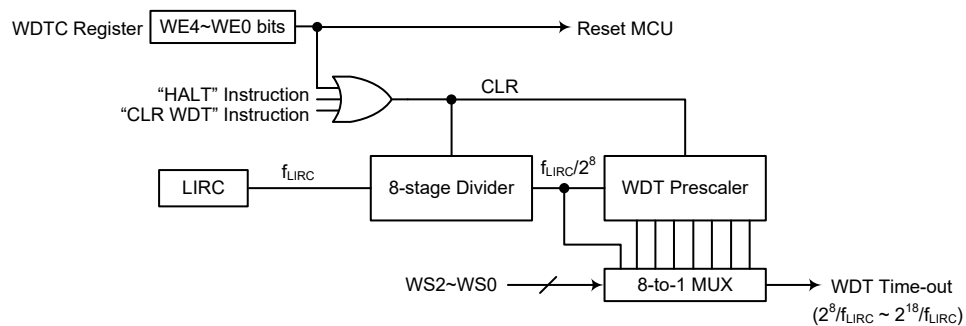 WDTC Register WE4~WE0 bits Reset MCU
CLR
“HALT” Instruction
“CLR WDT” Instruction
fLIRC fLIRC/2⁸
LIRC 8-stage Divider WDT Prescaler
WS2~WS0 8-to-1 MUX WDT Time-out
(2⁸/fLIRC ~ 2¹⁸/fLIRC)